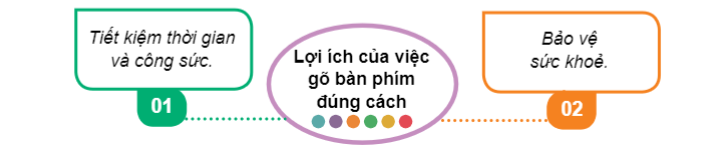 Tiết kiệm thời gian
và công sức.
01
Lợi ích của việc
gõ bàn phím
đúng cách
Bảo vệ
sức khoẻ.
02